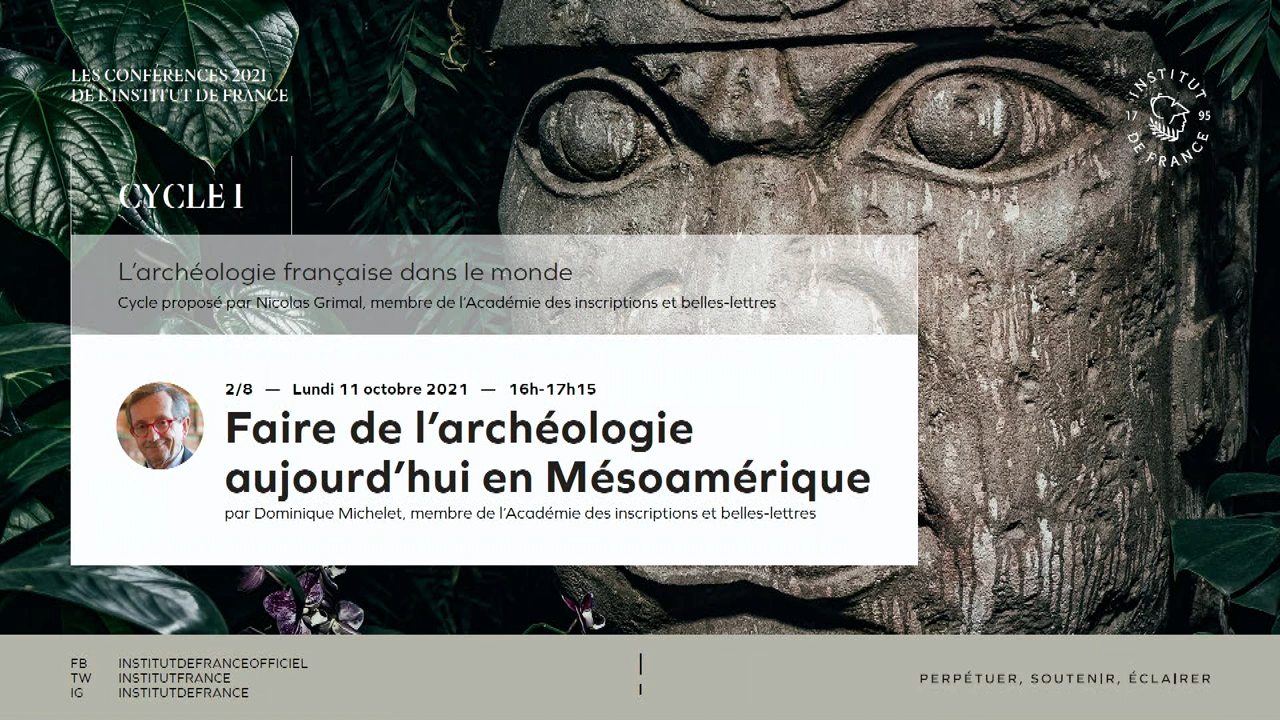 LES CONFÉRENCES 2021
DE L'INSTITUT DE FRANCE
INSTITUT
17 95
DE FRANCE
CYCLE I
L'archéologie française dans le monde
Cycle proposé par Nicolas Grimal, membre de l'Académie des inscriptions et belles-lettres
2/8 — Lundi 11 octobre 2021 — 16h-17h15
Faire de l'archéologie
aujourd'hui en Mésoamérique
par Dominique Michelet, membre de l'Académie des inscriptions et belles-lettres
FB INSTITUTDEFRANCEOFFICIEL
TW INSTITUTFRANCE
IG INSTITUTDEFRANCE
PERPÉTUER, SOUTENIR, ÉCLAIRER